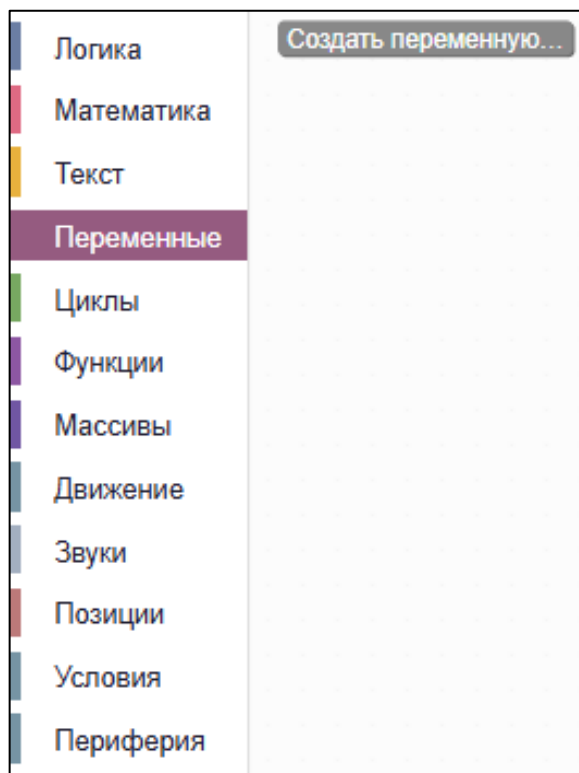 Логика
Создать переменную...
Математика
Текст
Переменные
Циклы
Функции
Массивы
Движение
Звуки
Позиции
Условия
Периферия